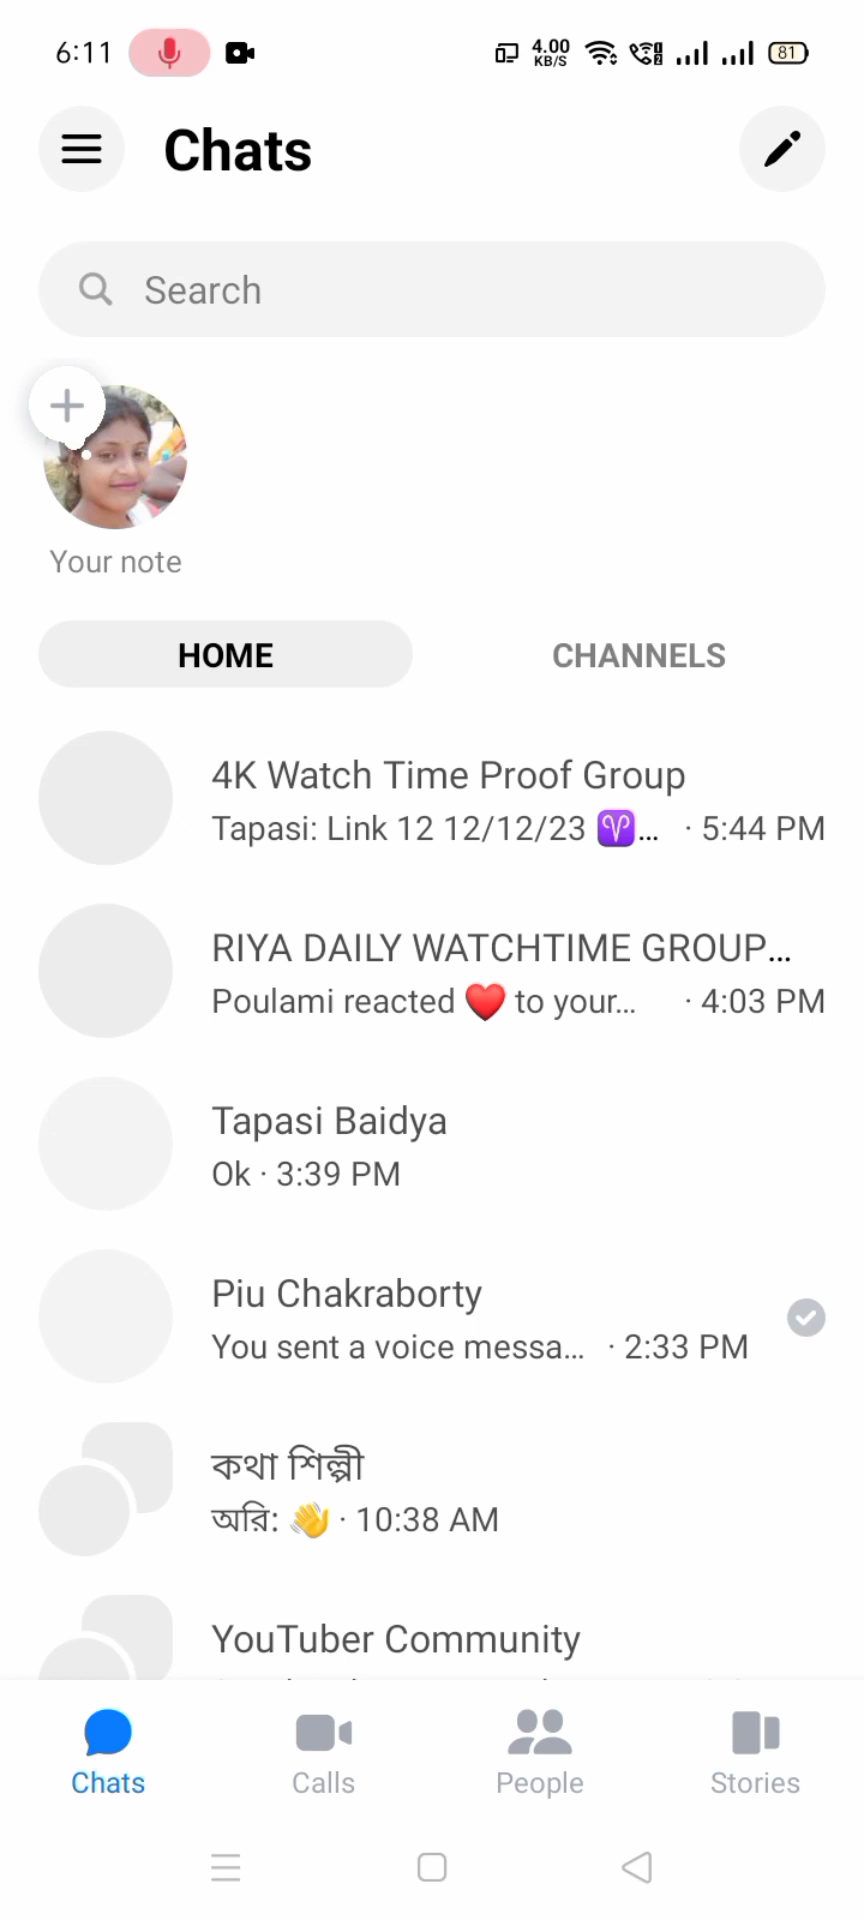 6:11 4.00 KB/S 81
Chats
Search
Your note
HOME CHANNELS
4K Watch Time Proof Group
Tapasi: Link 12 12/12/23 ♈... · 5:44 PM
RIYA DAILY WATCHTIME GROUP...
Poulami reacted ❤️ to your... · 4:03 PM
Tapasi Baidya
Ok · 3:39 PM
Piu Chakraborty
You sent a voice messa... · 2:33 PM
কথা শিল্পী
অরি: 👋 · 10:38 AM
YouTuber Community
Chats Calls People Stories